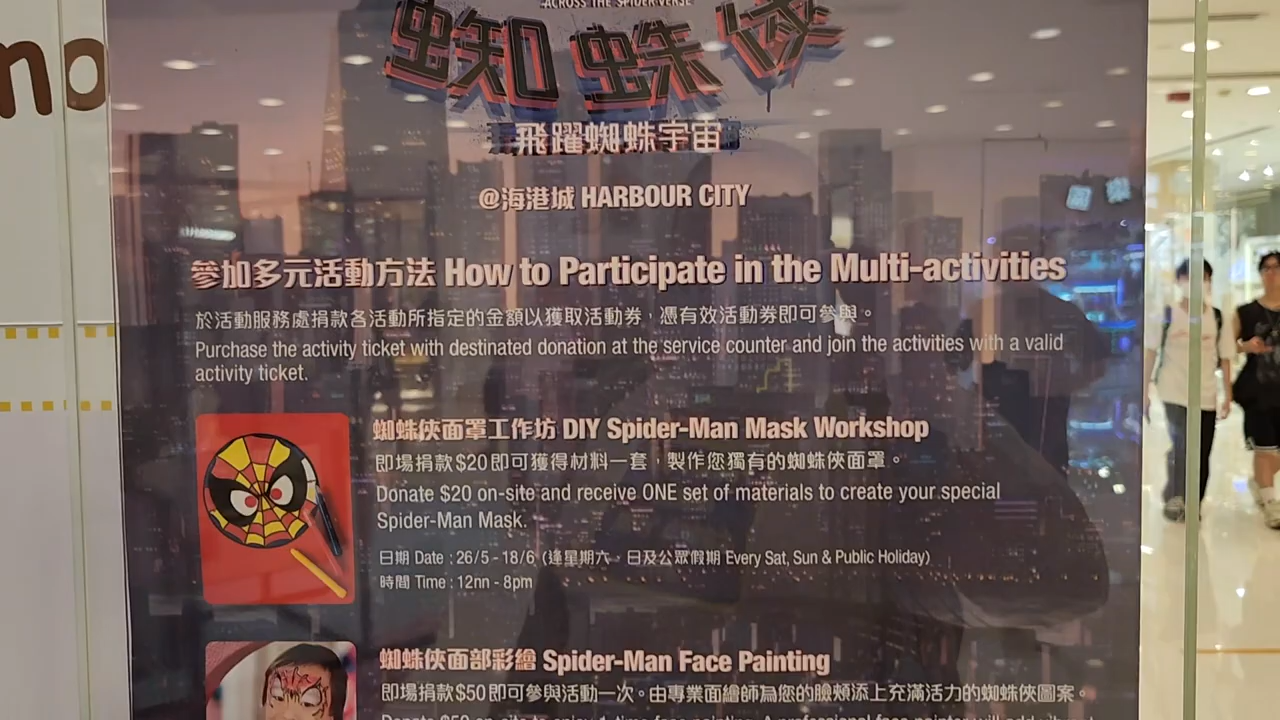 no
ACROSS THE SPIDER-VERSE
蜘蛛俠
飛躍蜘蛛宇宙
@海港城 HARBOUR CITY
參加多元活動方法 How to Participate in the Multi-activities
於活動服務處捐款各活動所指定的金額以獲取活動券，憑有效活動券即可參與。
Purchase the activity ticket with destinated donation at the service counter and join the activities with a valid
activity ticket.
蜘蛛俠面罩工作坊 DIY Spider-Man Mask Workshop
即場捐款$20即可獲得材料一套，製作您獨有的蜘蛛俠面罩。
Donate $20 on-site and receive ONE set of materials to create your special
Spider-Man Mask.
日期 Date : 26/5 - 18/6 (逢星期六、日及公眾假期 Every Sat, Sun & Public Holiday)
時間 Time : 12nn - 8pm
蜘蛛俠面部彩繪 Spider-Man Face Painting
即場捐款$50即可參與活動一次。由專業面繪師為您的臉頰添上充滿活力的蜘蛛俠圖案。